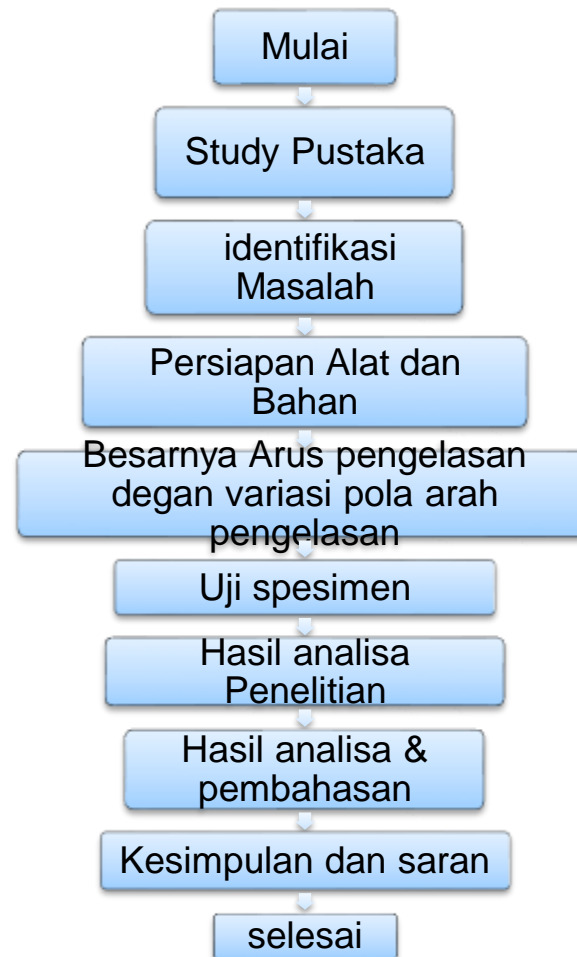 Mulai
Study Pustaka
identifikasi
Masalah
Persiapan Alat dan
Bahan
Besarnya Arus pengelasan
degan variasi pola arah
pengelasan
Uji spesimen
Hasil analisa
Penelitian
Hasil analisa &
pembahasan
Kesimpulan dan saran
selesai